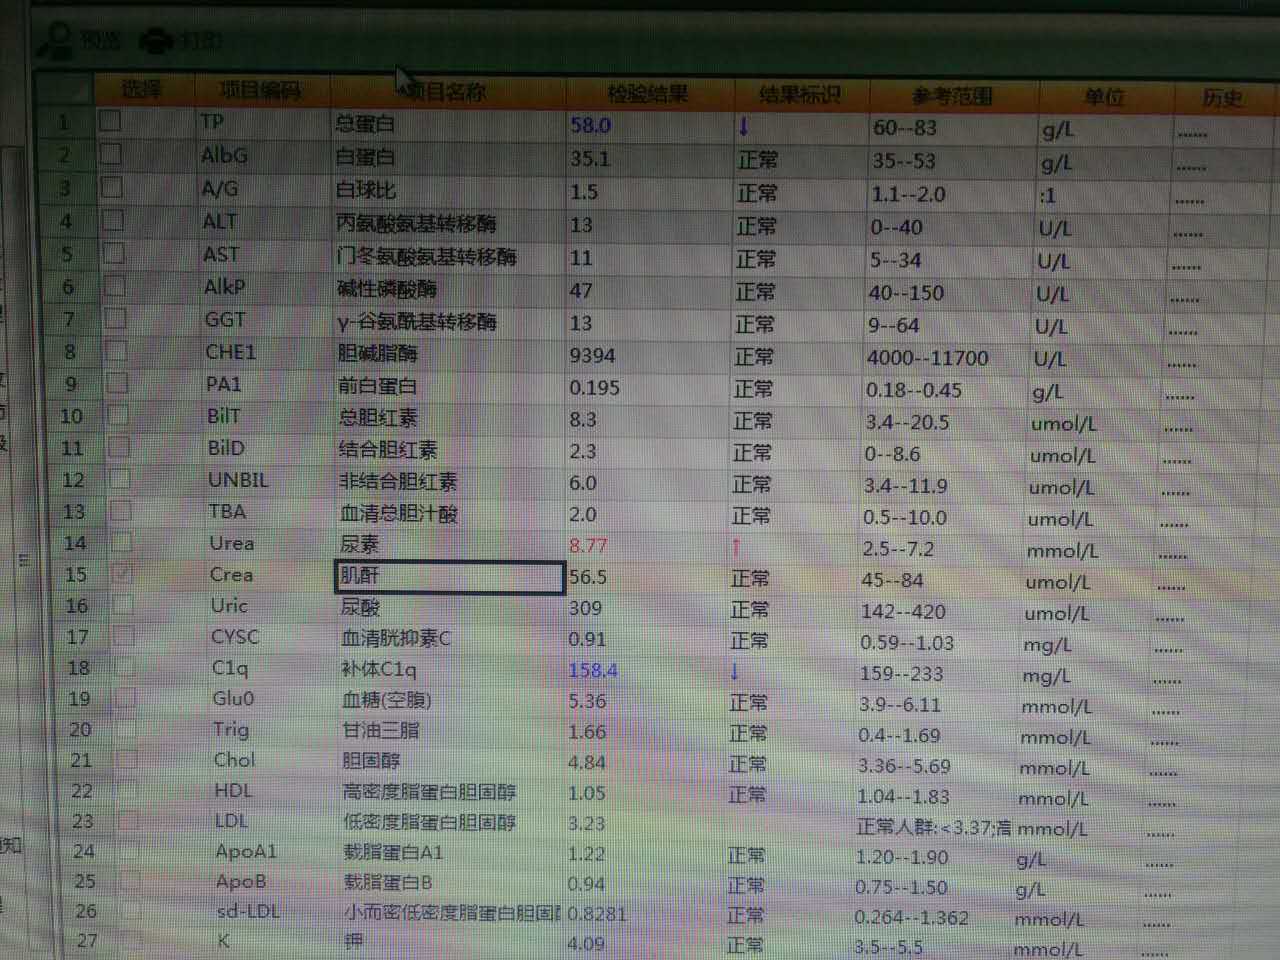 预览 打印
选择 项目编码 项目名称 检验结果 结果标识 参考范围 单位 历史
1 TP 总蛋白 58.0 ↓ 60--83 g/L ......
2 AlbG 白蛋白 35.1 正常 35--53 g/L ......
3 A/G 白球比 1.5 正常 1.1--2.0 :1 ......
4 ALT 丙氨酸氨基转移酶 13 正常 0--40 U/L ......
5 AST 门冬氨酸氨基转移酶 11 正常 5--34 U/L ......
6 AlkP 碱性磷酸酶 47 正常 40--150 U/L ......
7 GGT γ-谷氨酰基转移酶 13 正常 9--64 U/L ......
8 CHE1 胆碱脂酶 9394 正常 4000--11700 U/L ......
9 PA1 前白蛋白 0.195 正常 0.18--0.45 g/L ......
10 BilT 总胆红素 8.3 正常 3.4--20.5 umol/L ......
11 BilD 结合胆红素 2.3 正常 0--8.6 umol/L ......
12 UNBIL 非结合胆红素 6.0 正常 3.4--11.9 umol/L ......
13 TBA 血清总胆汁酸 2.0 正常 0.5--10.0 umol/L ......
14 Urea 尿素 8.77 ↑ 2.5--7.2 mmol/L ......
15 Crea 肌酐 56.5 正常 45--84 umol/L ......
16 Uric 尿酸 309 正常 142--420 umol/L ......
17 CYSC 血清胱抑素C 0.91 正常 0.59--1.03 mg/L ......
18 C1q 补体C1q 158.4 ↓ 159--233 mg/L ......
19 Glu0 血糖(空腹) 5.36 正常 3.9--6.11 mmol/L ......
20 Trig 甘油三脂 1.66 正常 0.4--1.69 mmol/L ......
21 Chol 胆固醇 4.84 正常 3.36--5.69 mmol/L ......
22 HDL 高密度脂蛋白胆固醇 1.05 正常 1.04--1.83 mmol/L ......
23 LDL 低密度脂蛋白胆固醇 3.23 正常人群:<3.37; mmol/L ......
24 ApoA1 载脂蛋白A1 1.22 正常 1.20--1.90 g/L ......
25 ApoB 载脂蛋白B 0.94 正常 0.75--1.50 g/L ......
26 sd-LDL 小而密低密度脂蛋白胆固 0.8281 正常 0.264--1.362 mmol/L ......
27 K 钾 4.09 正常 3.5--5.5 mmol/L ......